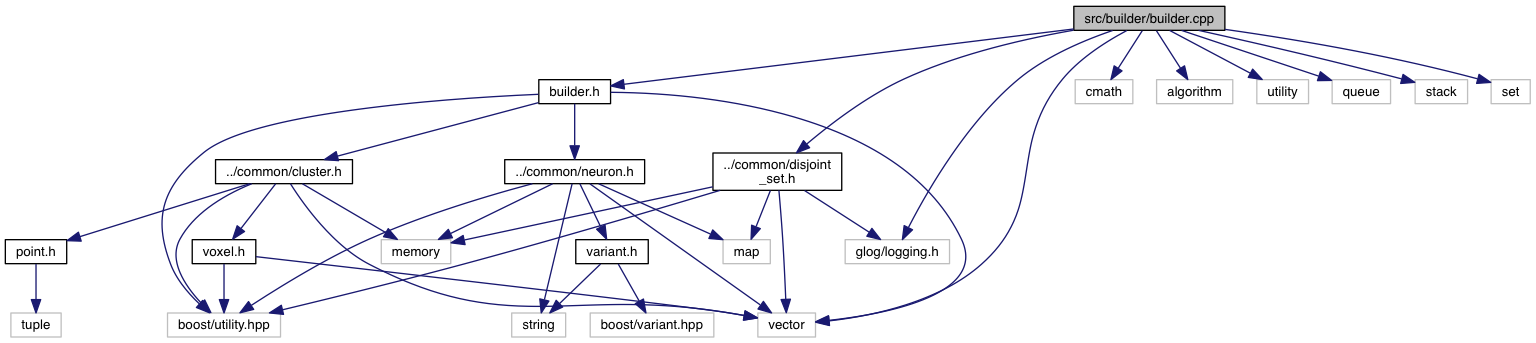 src/builder/builder.cpp
builder.h
cmath
algorithm
utility
queue
stack
set
../common/cluster.h
../common/neuron.h
../common/disjoint
_set.h
point.h
voxel.h
memory
variant.h
map
glog/logging.h
tuple
boost/utility.hpp
string
boost/variant.hpp
vector